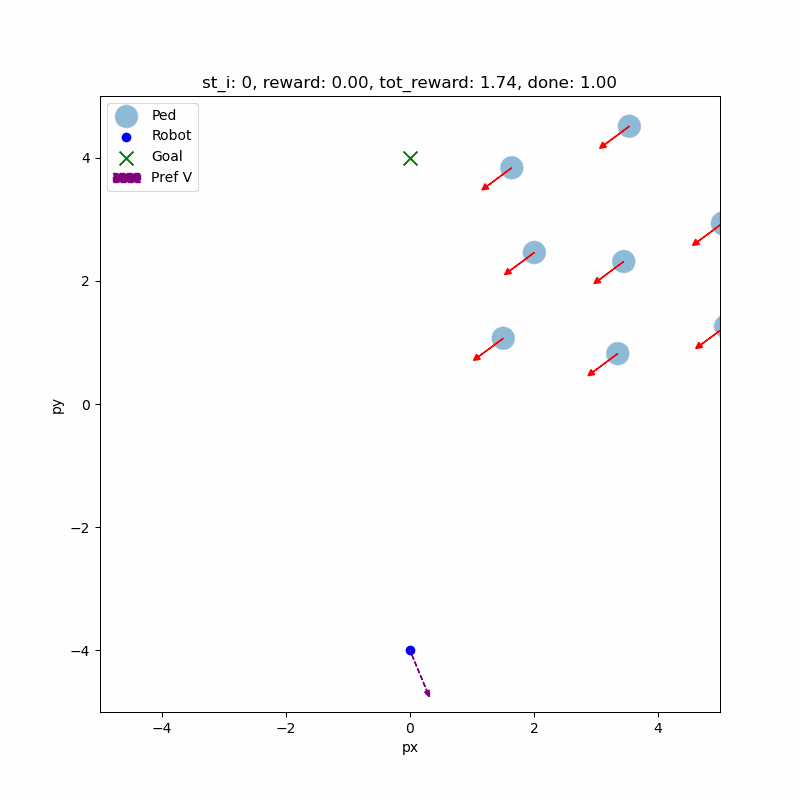 st_i: 0, reward: 0.00, tot_reward: 1.74, done: 1.00
Ped
Robot
Goal
Pref V
4
2
0
−2
−4
py
−4
−2
0
2
4
px